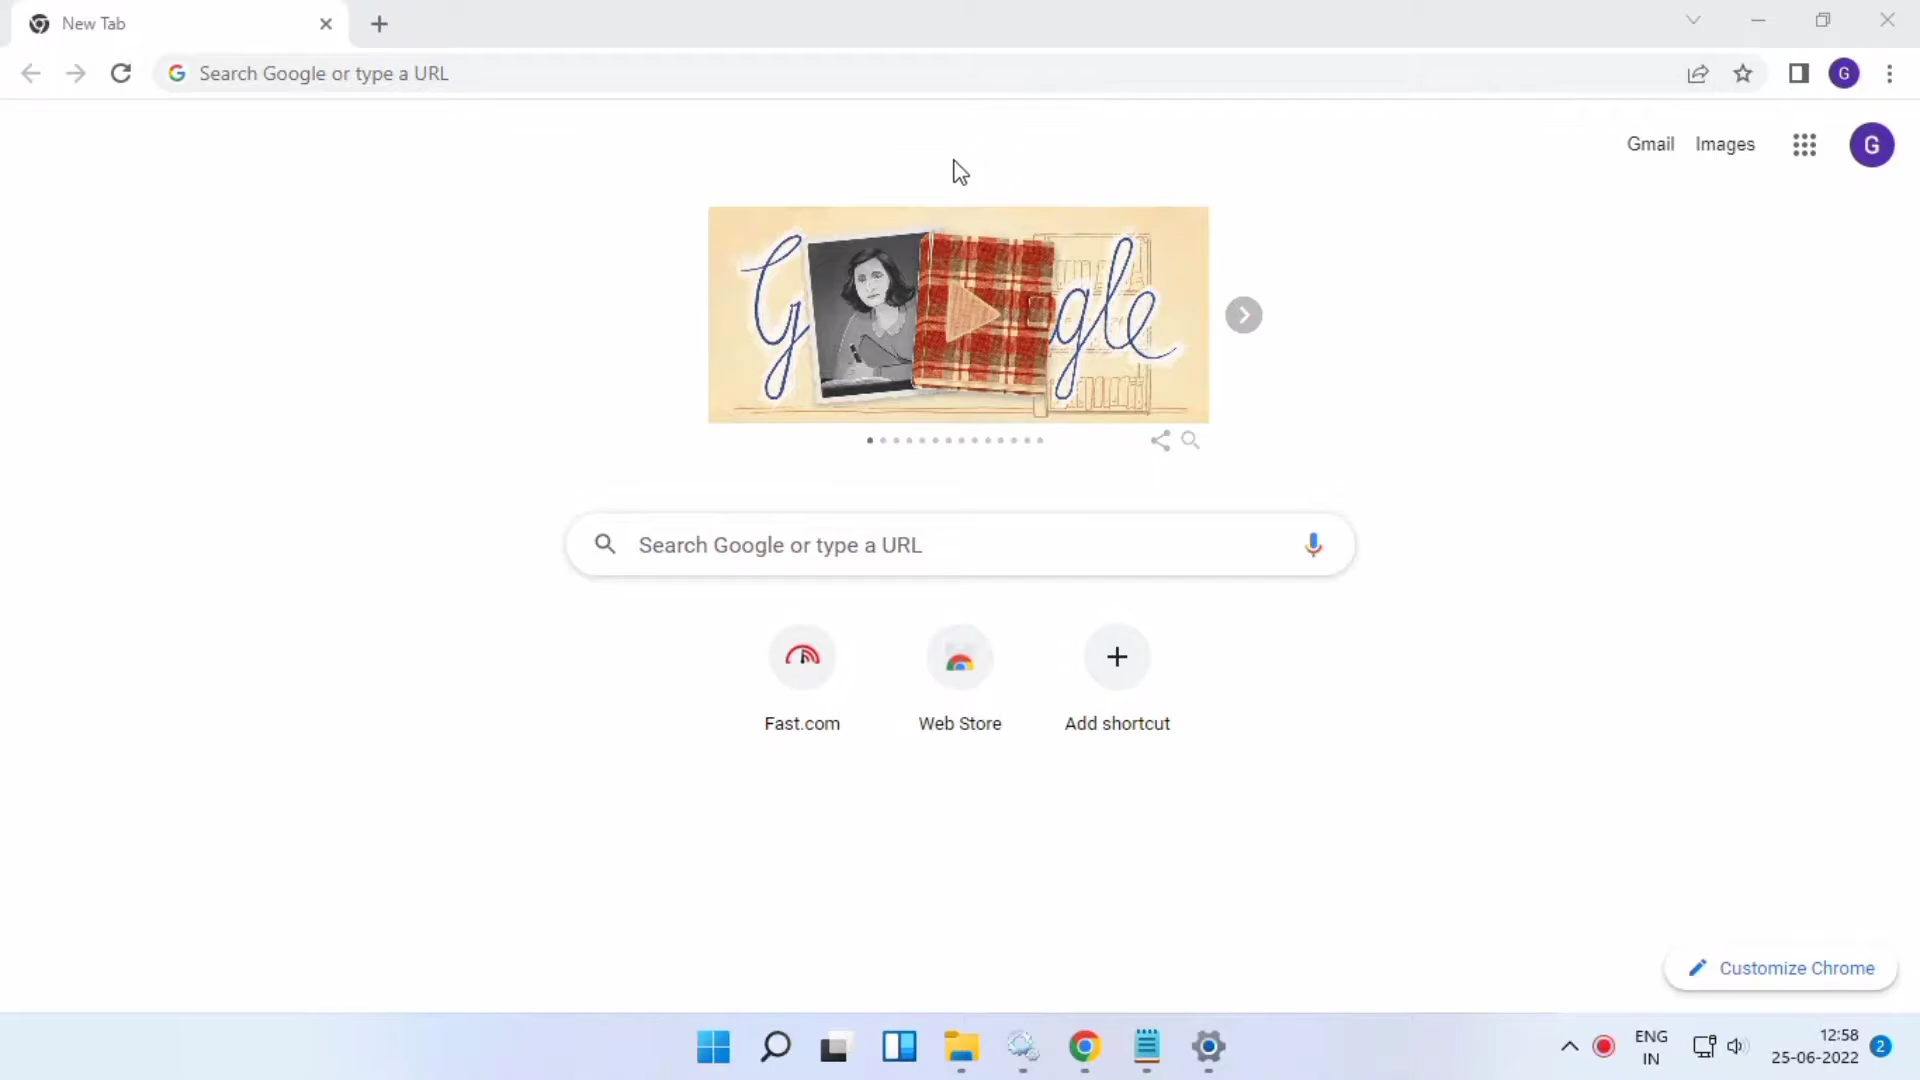 New Tab
Search Google or type a URL
G
Gmail Images
G
G gle
Search Google or type a URL
Fast.com Web Store Add shortcut
Customize Chrome
ENG
IN
12:58
25-06-2022
2